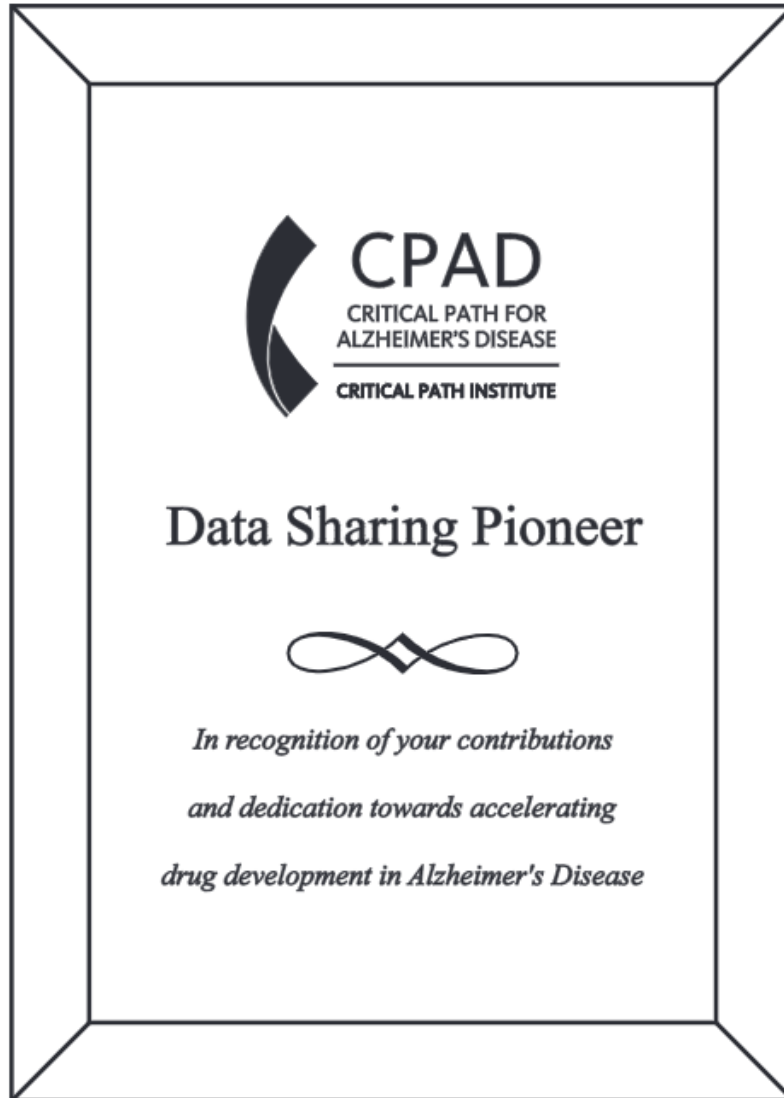 CPAD
CRITICAL PATH FOR
ALZHEIMER'S DISEASE
CRITICAL PATH INSTITUTE
Data Sharing Pioneer
In recognition of your contributions
and dedication towards accelerating
drug development in Alzheimer's Disease